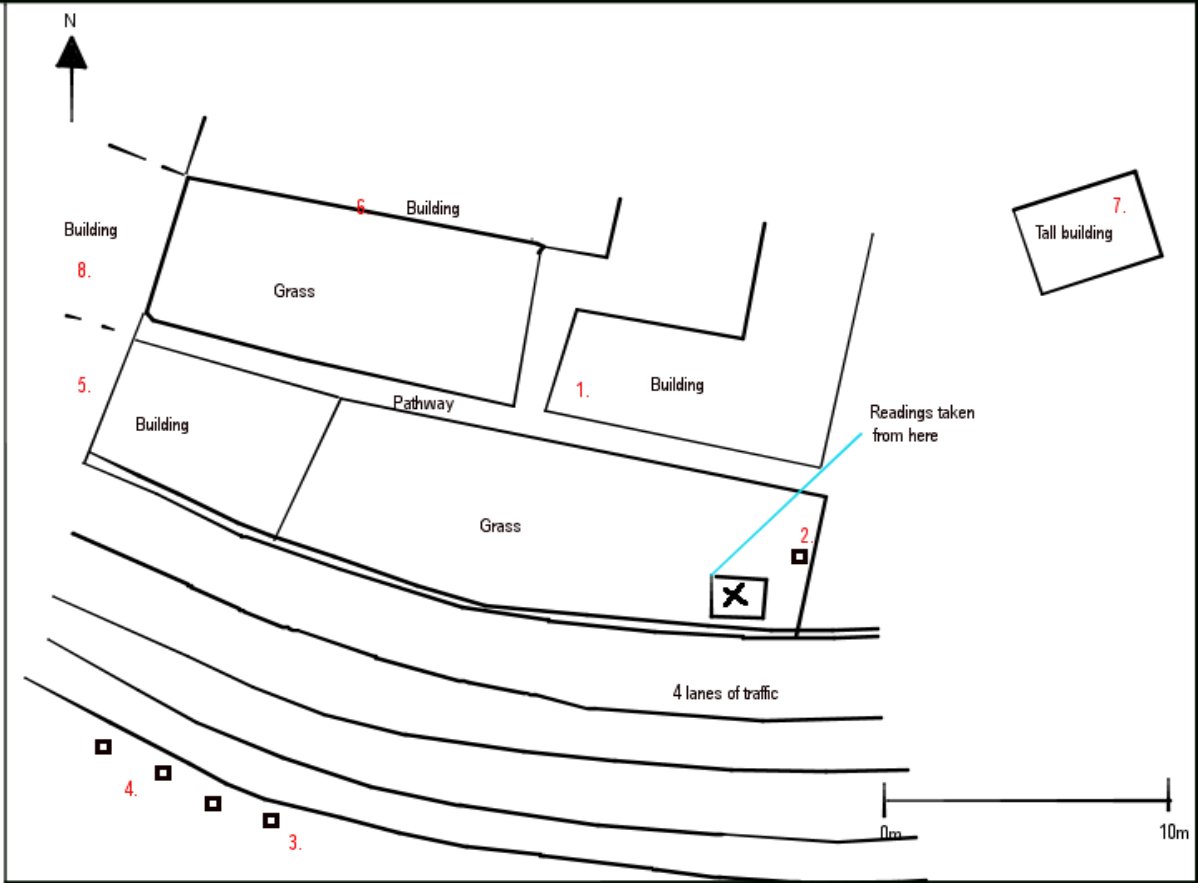 N
6.
Building
7.
Tall building
Building
8.
Grass
5.
1.
Building
Pathway
Building
Readings taken
from here
Grass
2.
4 lanes of traffic
4.
3.
0m
10m